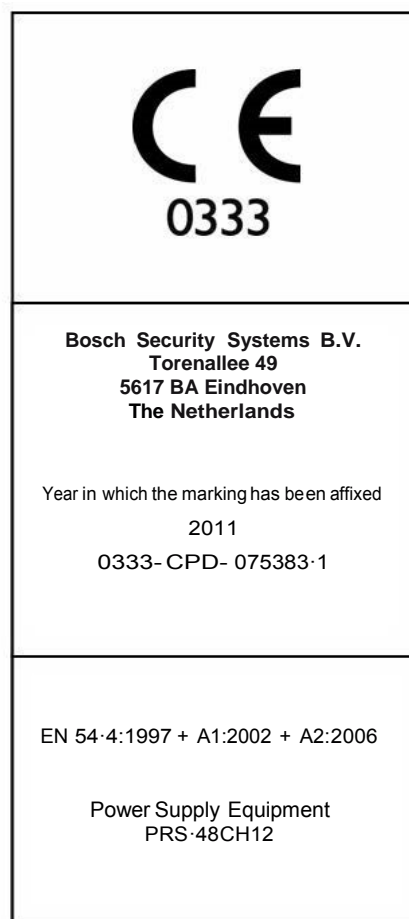 CE
0333
Bosch Security Systems B.V.
Torenallee 49
5617 BA Eindhoven
The Netherlands
Year in which the marking has been affixed
2011
0333-CPD-075383·1
EN 54·4:1997 + A1:2002 + A2:2006
Power Supply Equipment
PRS·48CH12